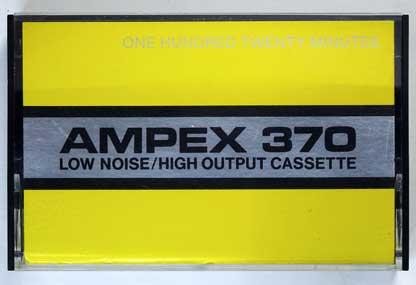 ONE HUNDRED TWENTY MINUTES
AMPEX 370
LOW NOISE/HIGH OUTPUT CASSETTE